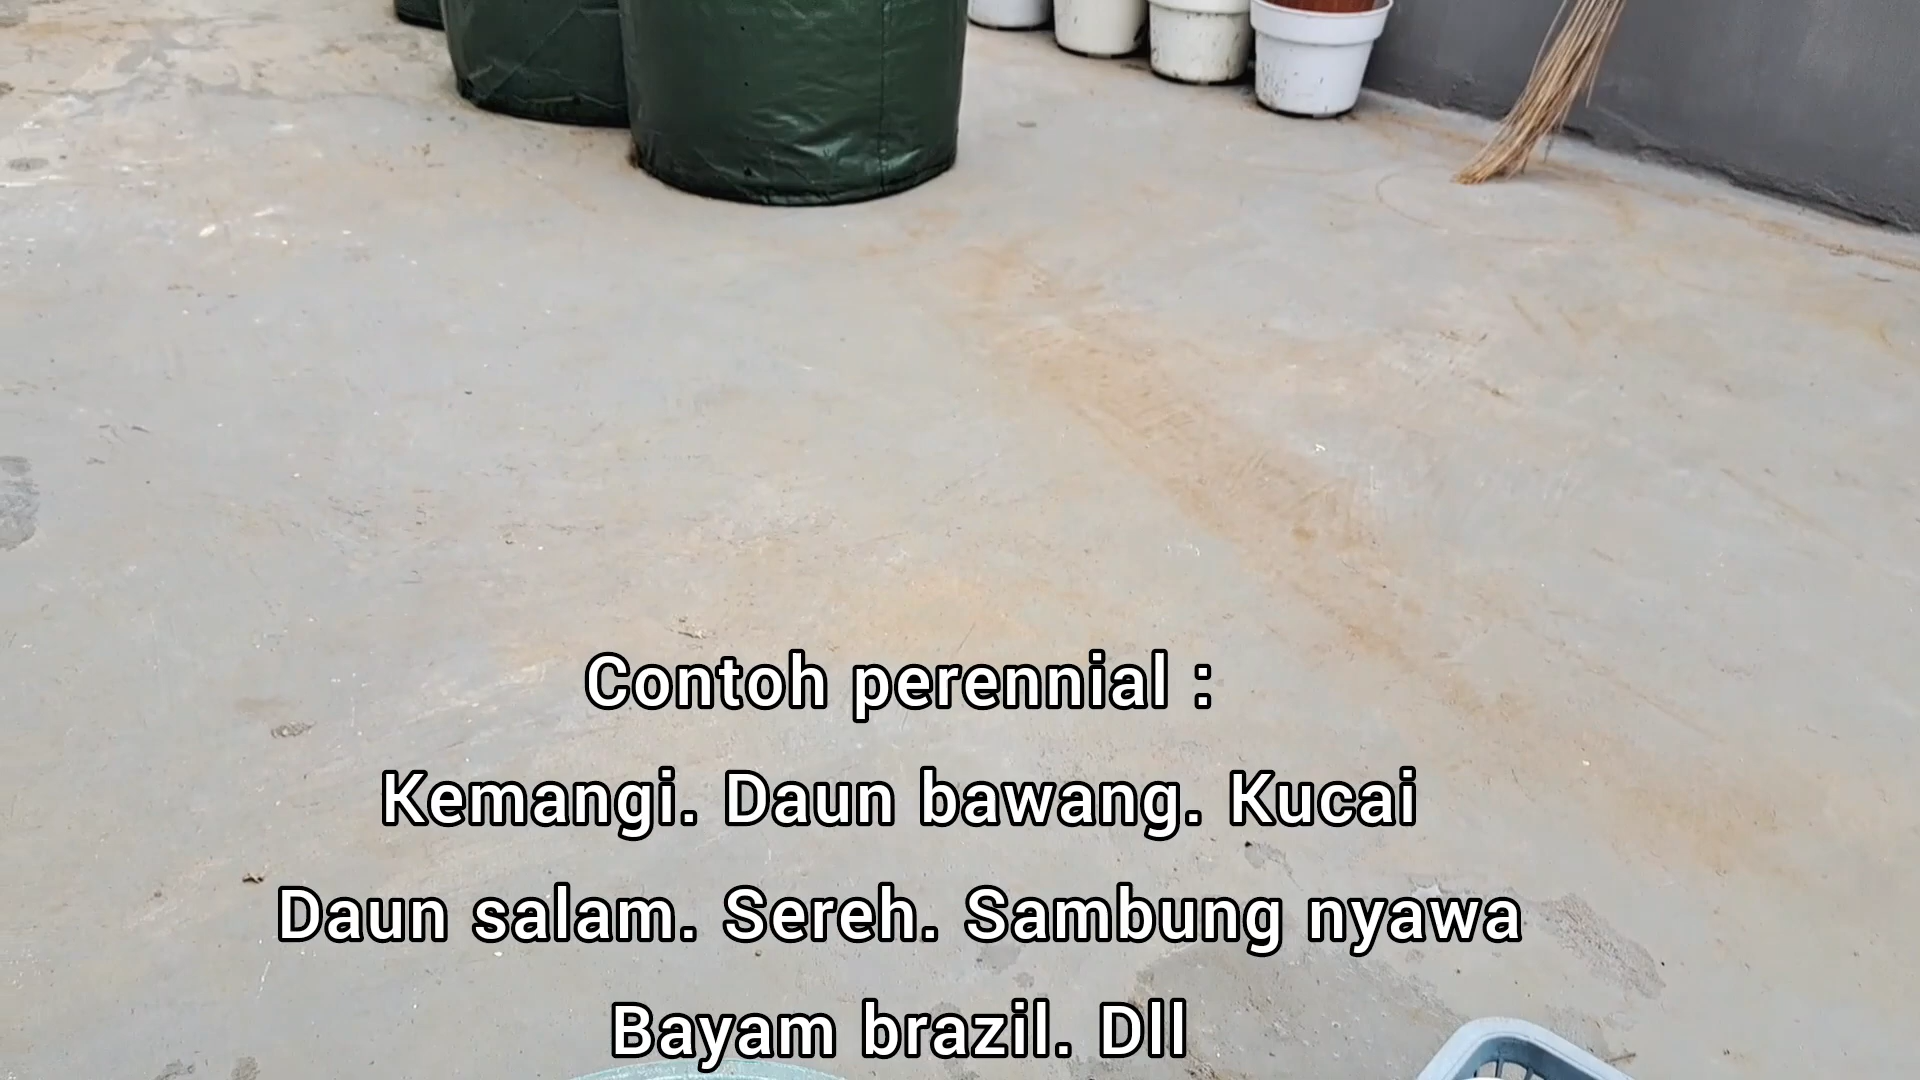 Contoh perennial :
Kemangi. Daun bawang. Kucai
Daun salam. Sereh. Sambung nyawa
Bayam brazil. Dll